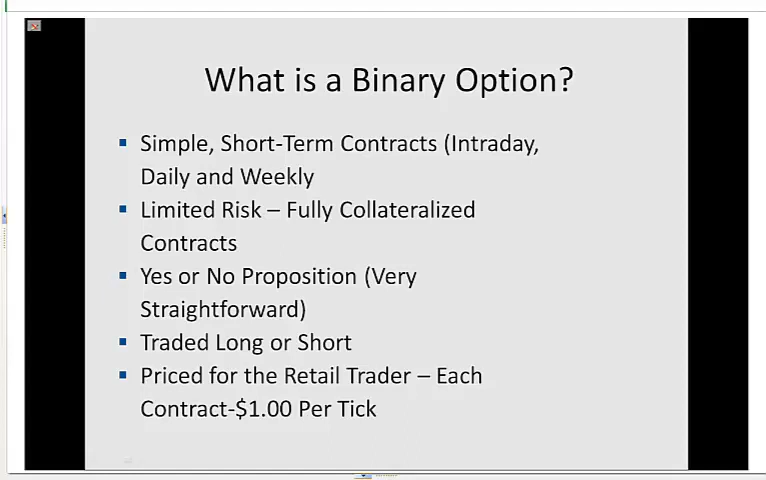 What is a Binary Option?
Simple, Short-Term Contracts (Intraday,
Daily and Weekly
Limited Risk – Fully Collateralized
Contracts
Yes or No Proposition (Very
Straightforward)
Traded Long or Short
Priced for the Retail Trader – Each
Contract-$1.00 Per Tick